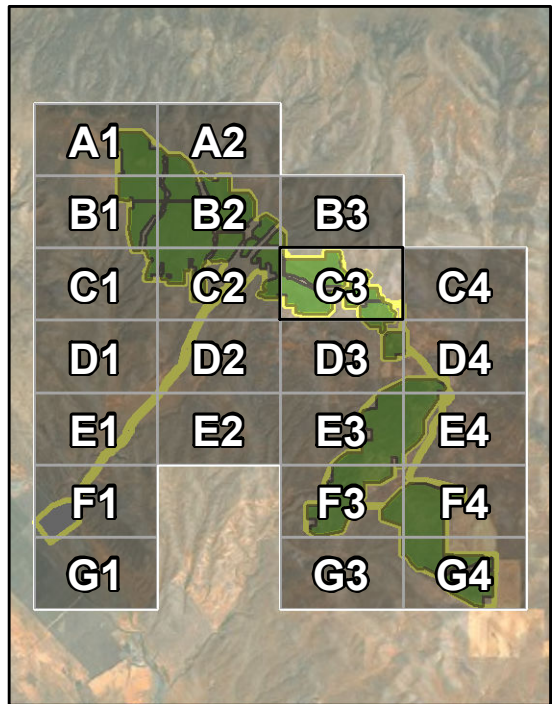 A1 A2
B1 B2 B3
C1 C2 C3 C4
D1 D2 D3 D4
E1 E2 E3 E4
F1 F3 F4
G1 G3 G4